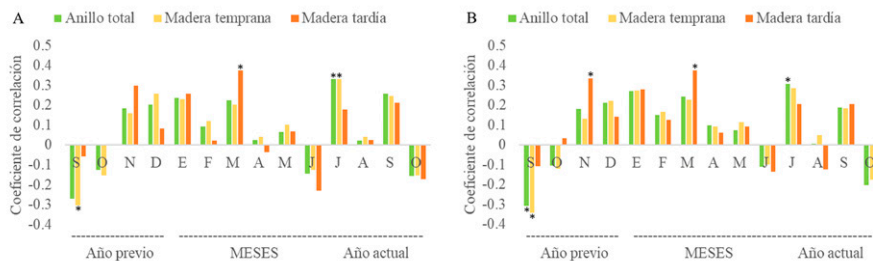 A
Anillo total
Madera temprana
Madera tardia
Coeficiente de correlación
0.5
0.4
0.3
0.2
0.1
0
-0.1
-0.2
-0.3
-0.4
* * ** 
S O N D E F M A M J J A S O
Año previo MESES Año actual
B
Anillo total
Madera temprana
Madera tardía
Coeficiente de correlación
0.5
0.4
0.3
0.2
0.1
0
-0.1
-0.2
-0.3
-0.4
* * * * *
S O N D E F M A M J J A S O
Año previo MESES Año actual